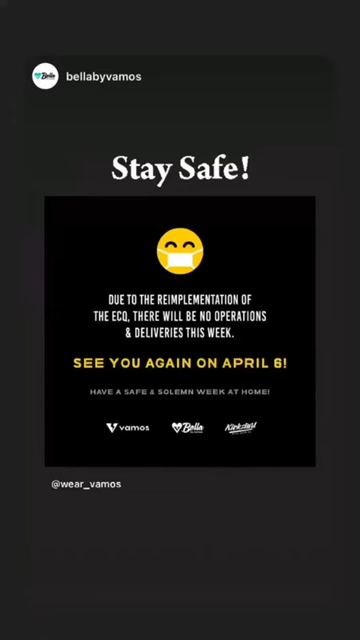 bellabyvamos
Stay Safe!
DUE TO THE REIMPLEMENTATION OF
THE ECQ, THERE WILL BE NO OPERATIONS
& DELIVERIES THIS WEEK.
SEE YOU AGAIN ON APRIL 6!
HAVE A SAFE & SOLEMN WEEK AT HOME!
vamos Bella Kickstart
@wear_vamos